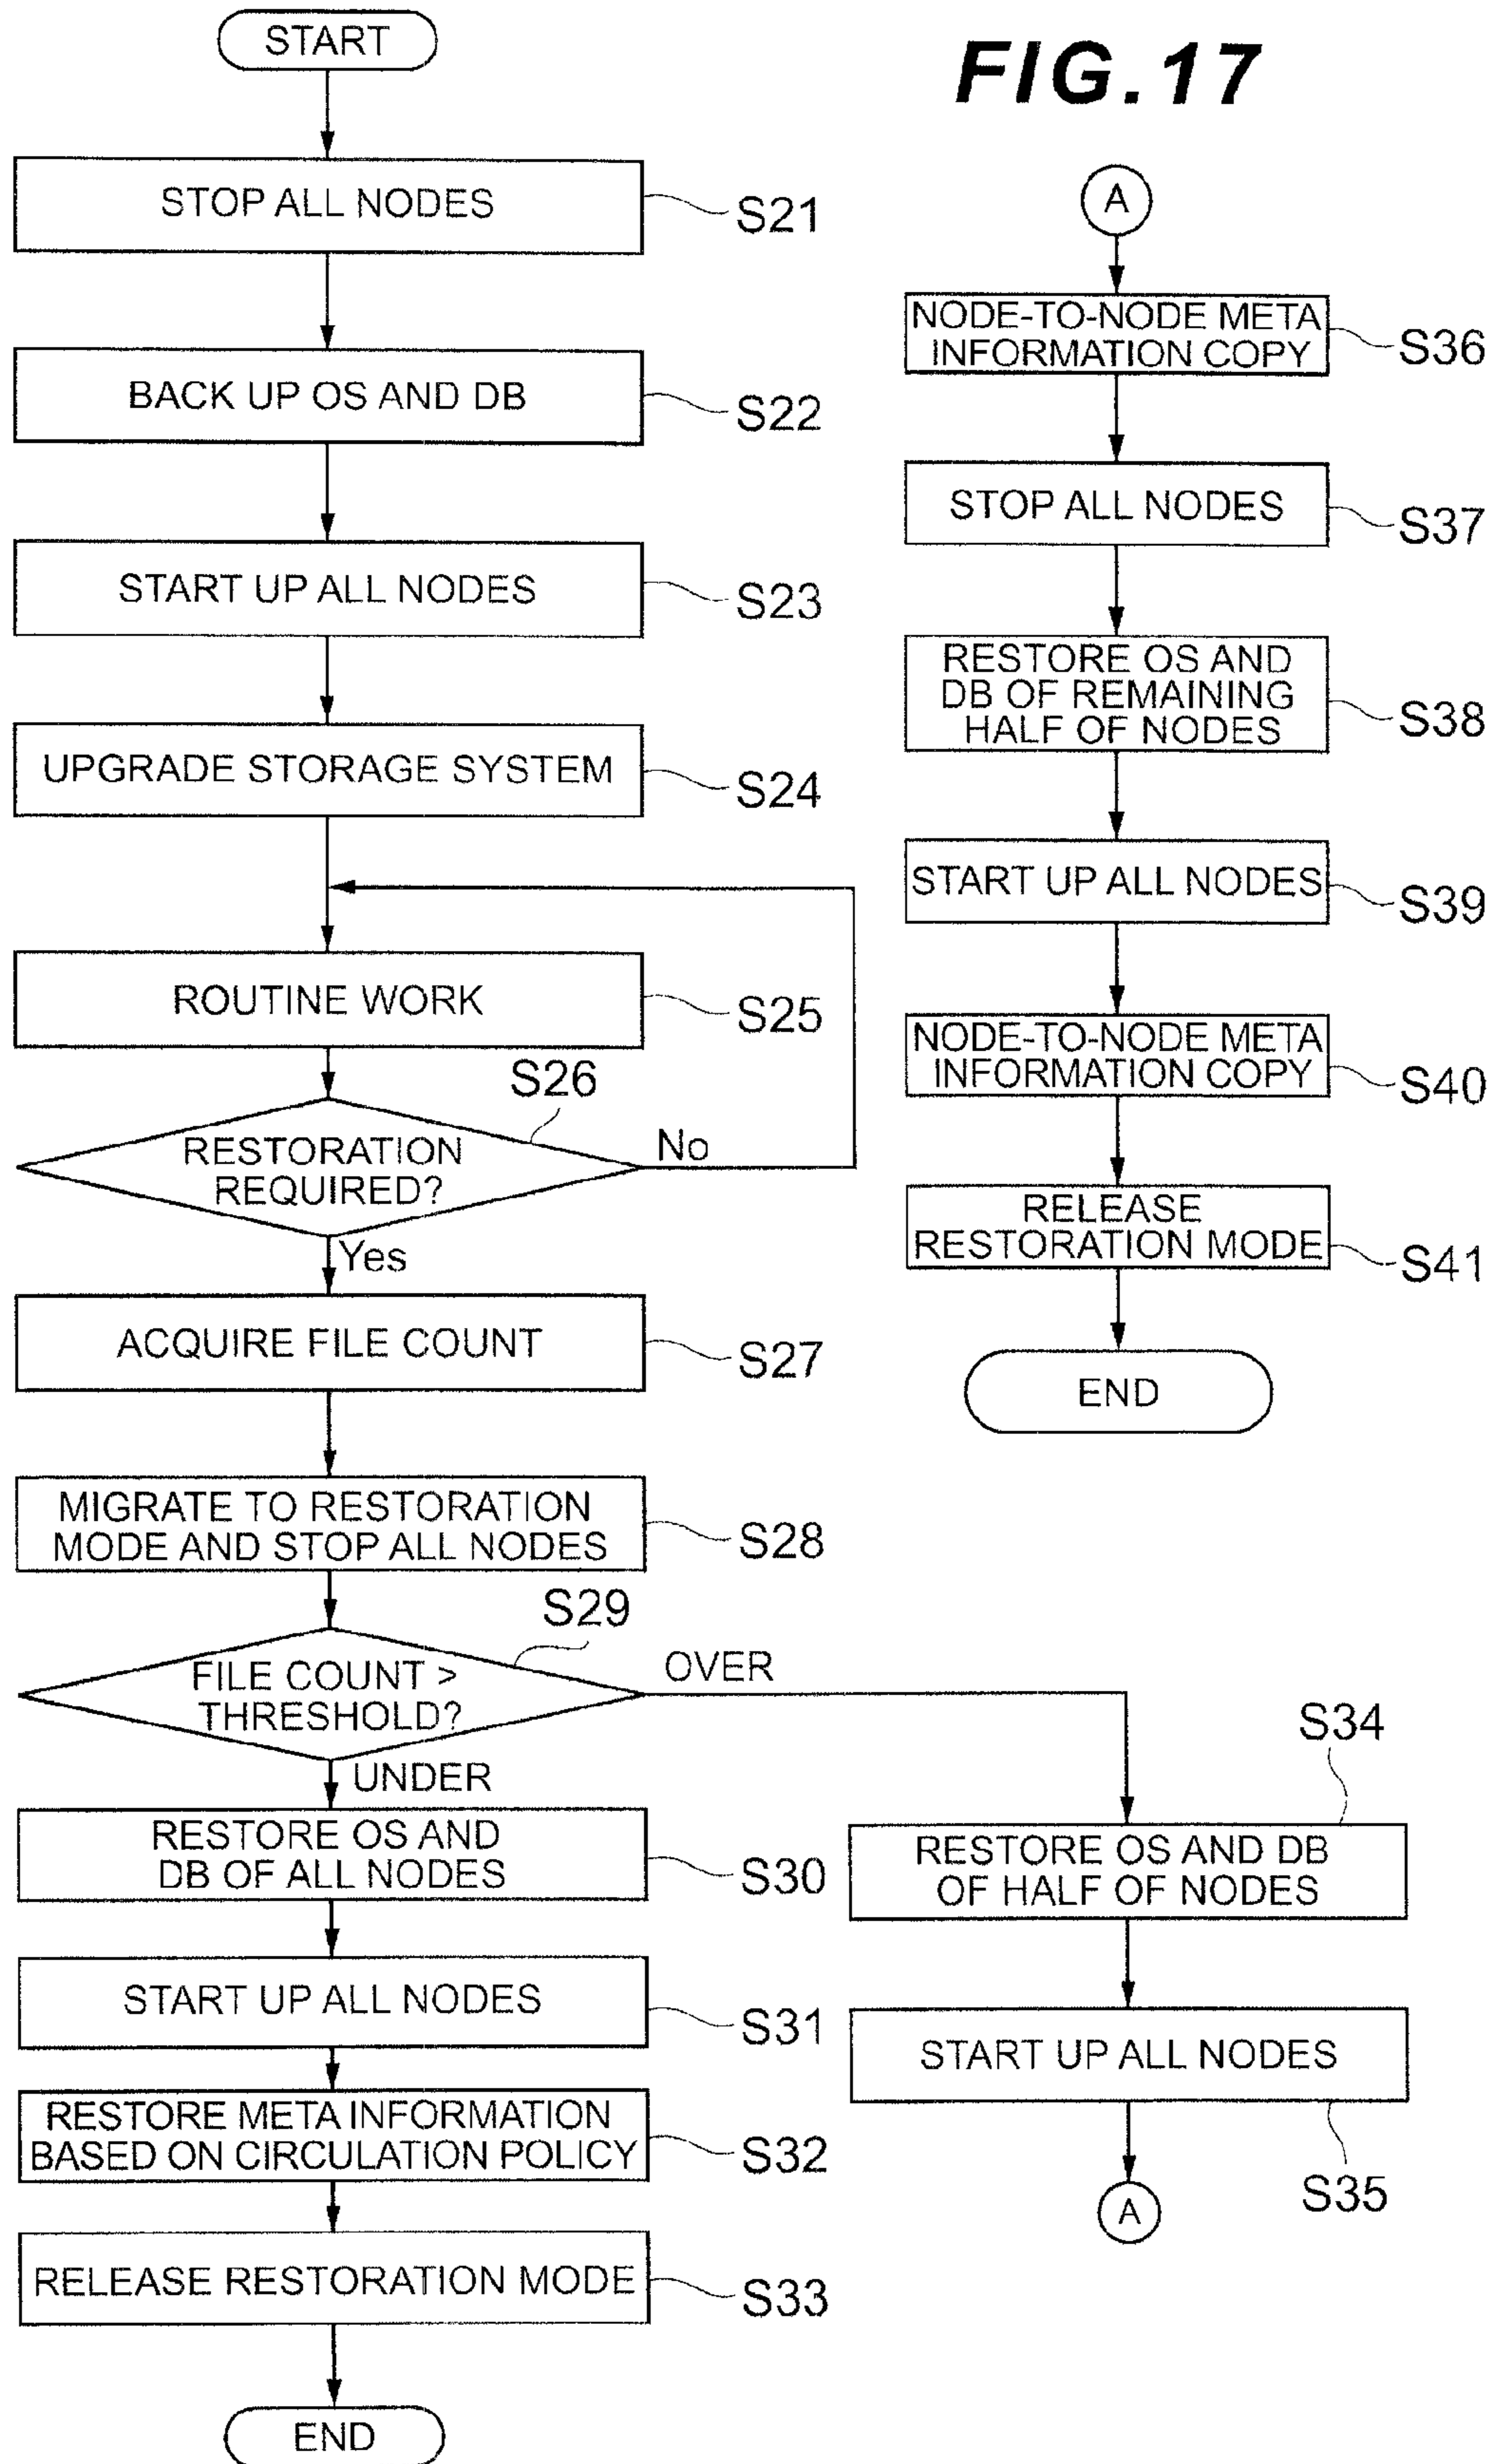 FIG.17
START
STOP ALL NODES
S21
BACK UP OS AND DB
S22
START UP ALL NODES
S23
UPGRADE STORAGE SYSTEM
S24
ROUTINE WORK
S25
S26
RESTORATION
REQUIRED?
No
Yes
ACQUIRE FILE COUNT
S27
MIGRATE TO RESTORATION
MODE AND STOP ALL NODES
S28
S29
FILE COUNT >
THRESHOLD?
OVER
UNDER
RESTORE OS AND
DB OF ALL NODES
S30
START UP ALL NODES
S31
RESTORE META INFORMATION
BASED ON CIRCULATION POLICY
S32
RELEASE RESTORATION MODE
S33
END
S34
RESTORE OS AND DB
OF HALF OF NODES
START UP ALL NODES
S35
A
A
NODE-TO-NODE META
INFORMATION COPY
S36
STOP ALL NODES
S37
RESTORE OS AND
DB OF REMAINING
HALF OF NODES
S38
START UP ALL NODES
S39
NODE-TO-NODE META
INFORMATION COPY
S40
RELEASE
RESTORATION MODE
S41
END